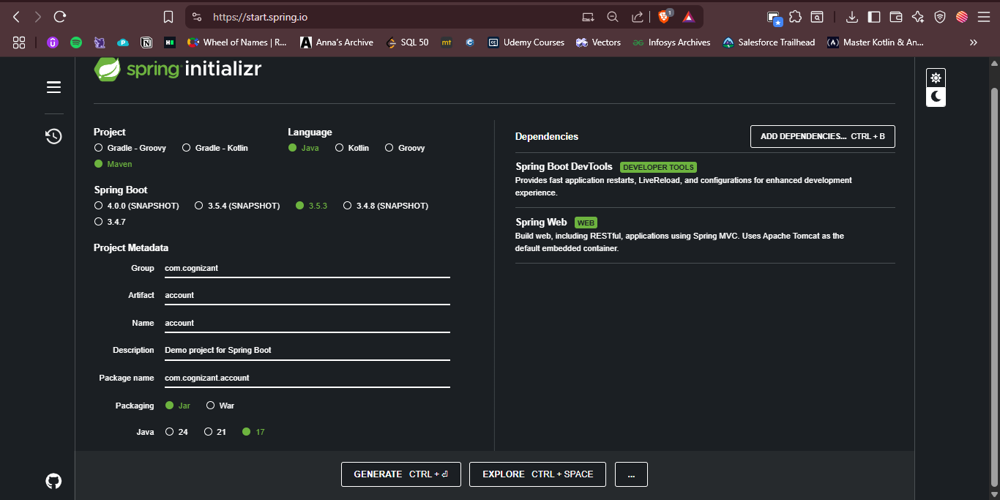 https://start.spring.io
1
Wheel of Names | R...
Anna's Archive
SQL 50
Udemy Courses
Vectors
Infosys Archives
Salesforce Trailhead
Master Kotlin & An...
»
spring initializr
Project
Gradle - Groovy
Gradle - Kotlin
Maven
Language
Java
Kotlin
Groovy
Spring Boot
4.0.0 (SNAPSHOT)
3.5.4 (SNAPSHOT)
3.5.3
3.4.8 (SNAPSHOT)
3.4.7
Project Metadata
Group com.cognizant
Artifact account
Name account
Description Demo project for Spring Boot
Package name com.cognizant.account
Packaging Jar War
Java 24 21 17
Dependencies
ADD DEPENDENCIES... CTRL + B
Spring Boot DevTools DEVELOPER TOOLS
Provides fast application restarts, LiveReload, and configurations for enhanced development
experience.
Spring Web WEB
Build web, including RESTful, applications using Spring MVC. Uses Apache Tomcat as the
default embedded container.
GENERATE CTRL + ⏎
EXPLORE CTRL + SPACE
...